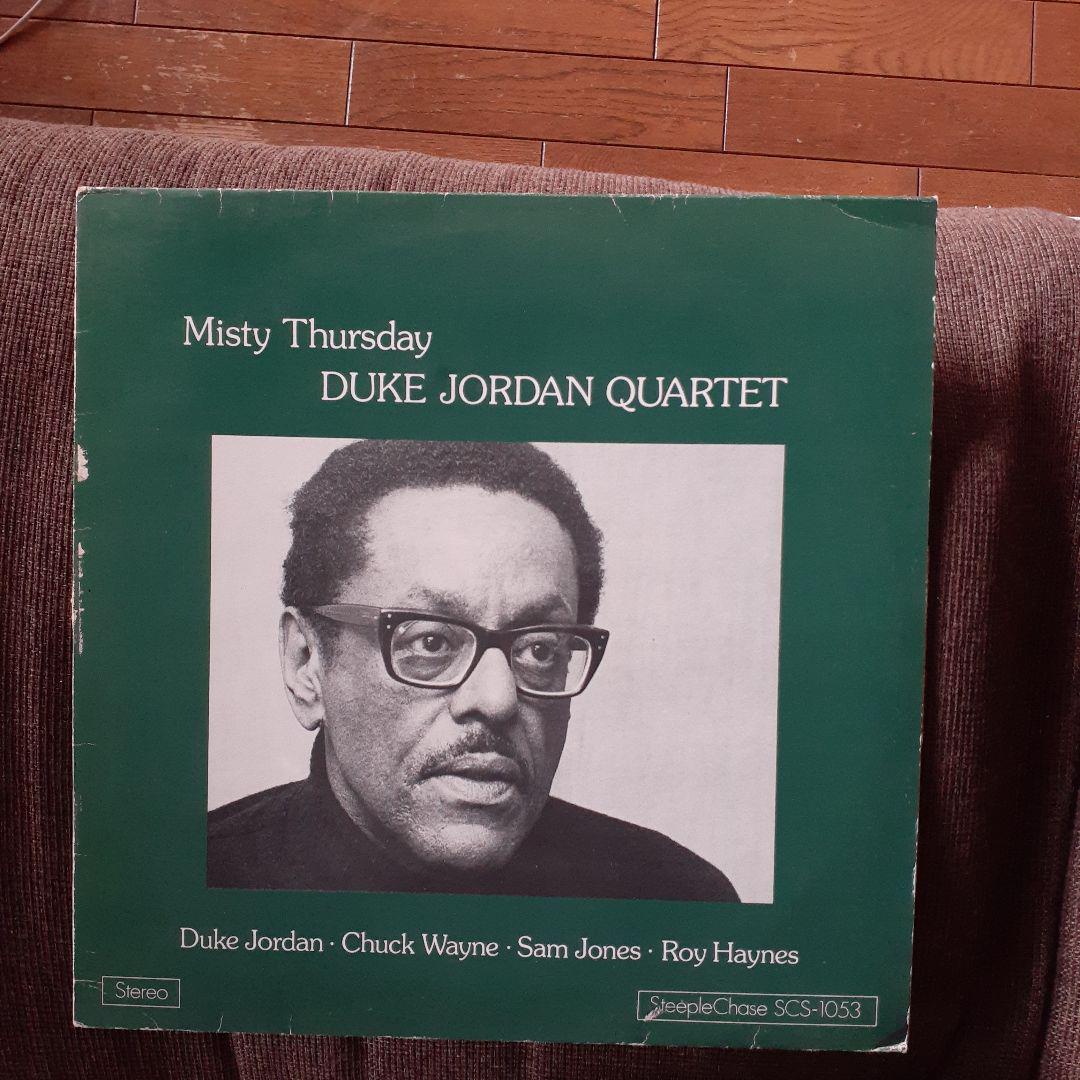 Misty Thursday
DUKE JORDAN QUARTET
Duke Jordan · Chuck Wayne · Sam Jones · Roy Haynes
Stereo
SteepleChase SCS-1053